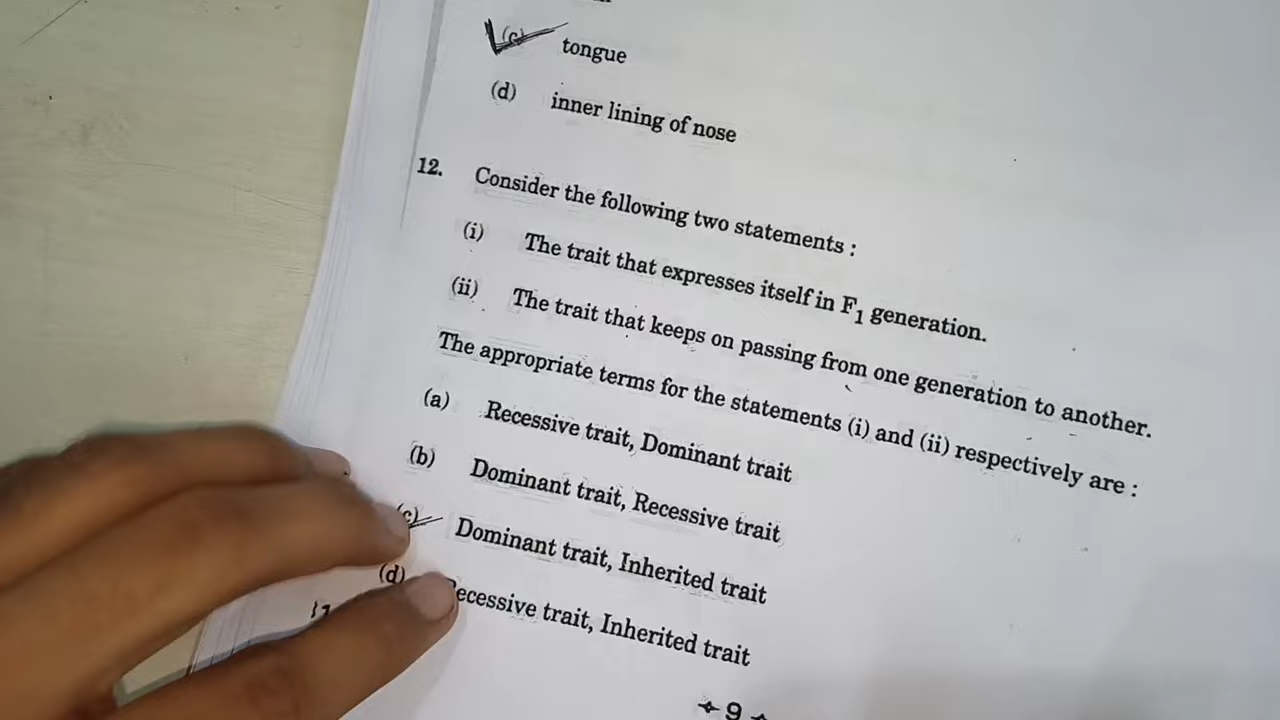 (c) tongue
(d) inner lining of nose
12. Consider the following two statements :
(i) The trait that expresses itself in F1 generation.
(ii) The trait that keeps on passing from one generation to another.
The appropriate terms for the statements (i) and (ii) respectively are :
(a) Recessive trait, Dominant trait
(b) Dominant trait, Recessive trait
(c) Dominant trait, Inherited trait
(d) Recessive trait, Inherited trait
9